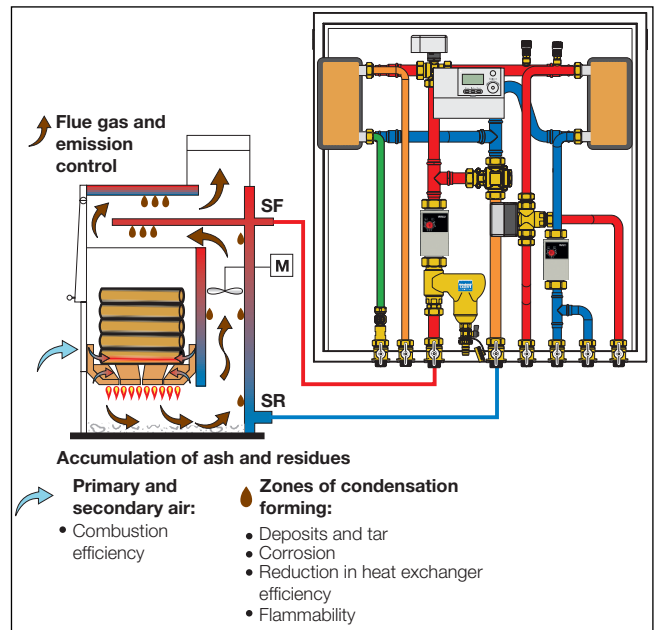 Flue gas and
emission
control
SF
M
SR
Accumulation of ash and residues
Primary and
secondary air:
• Combustion
efficiency
Zones of condensation
forming:
• Deposits and tar
• Corrosion
• Reduction in heat exchanger
efficiency
• Flammability